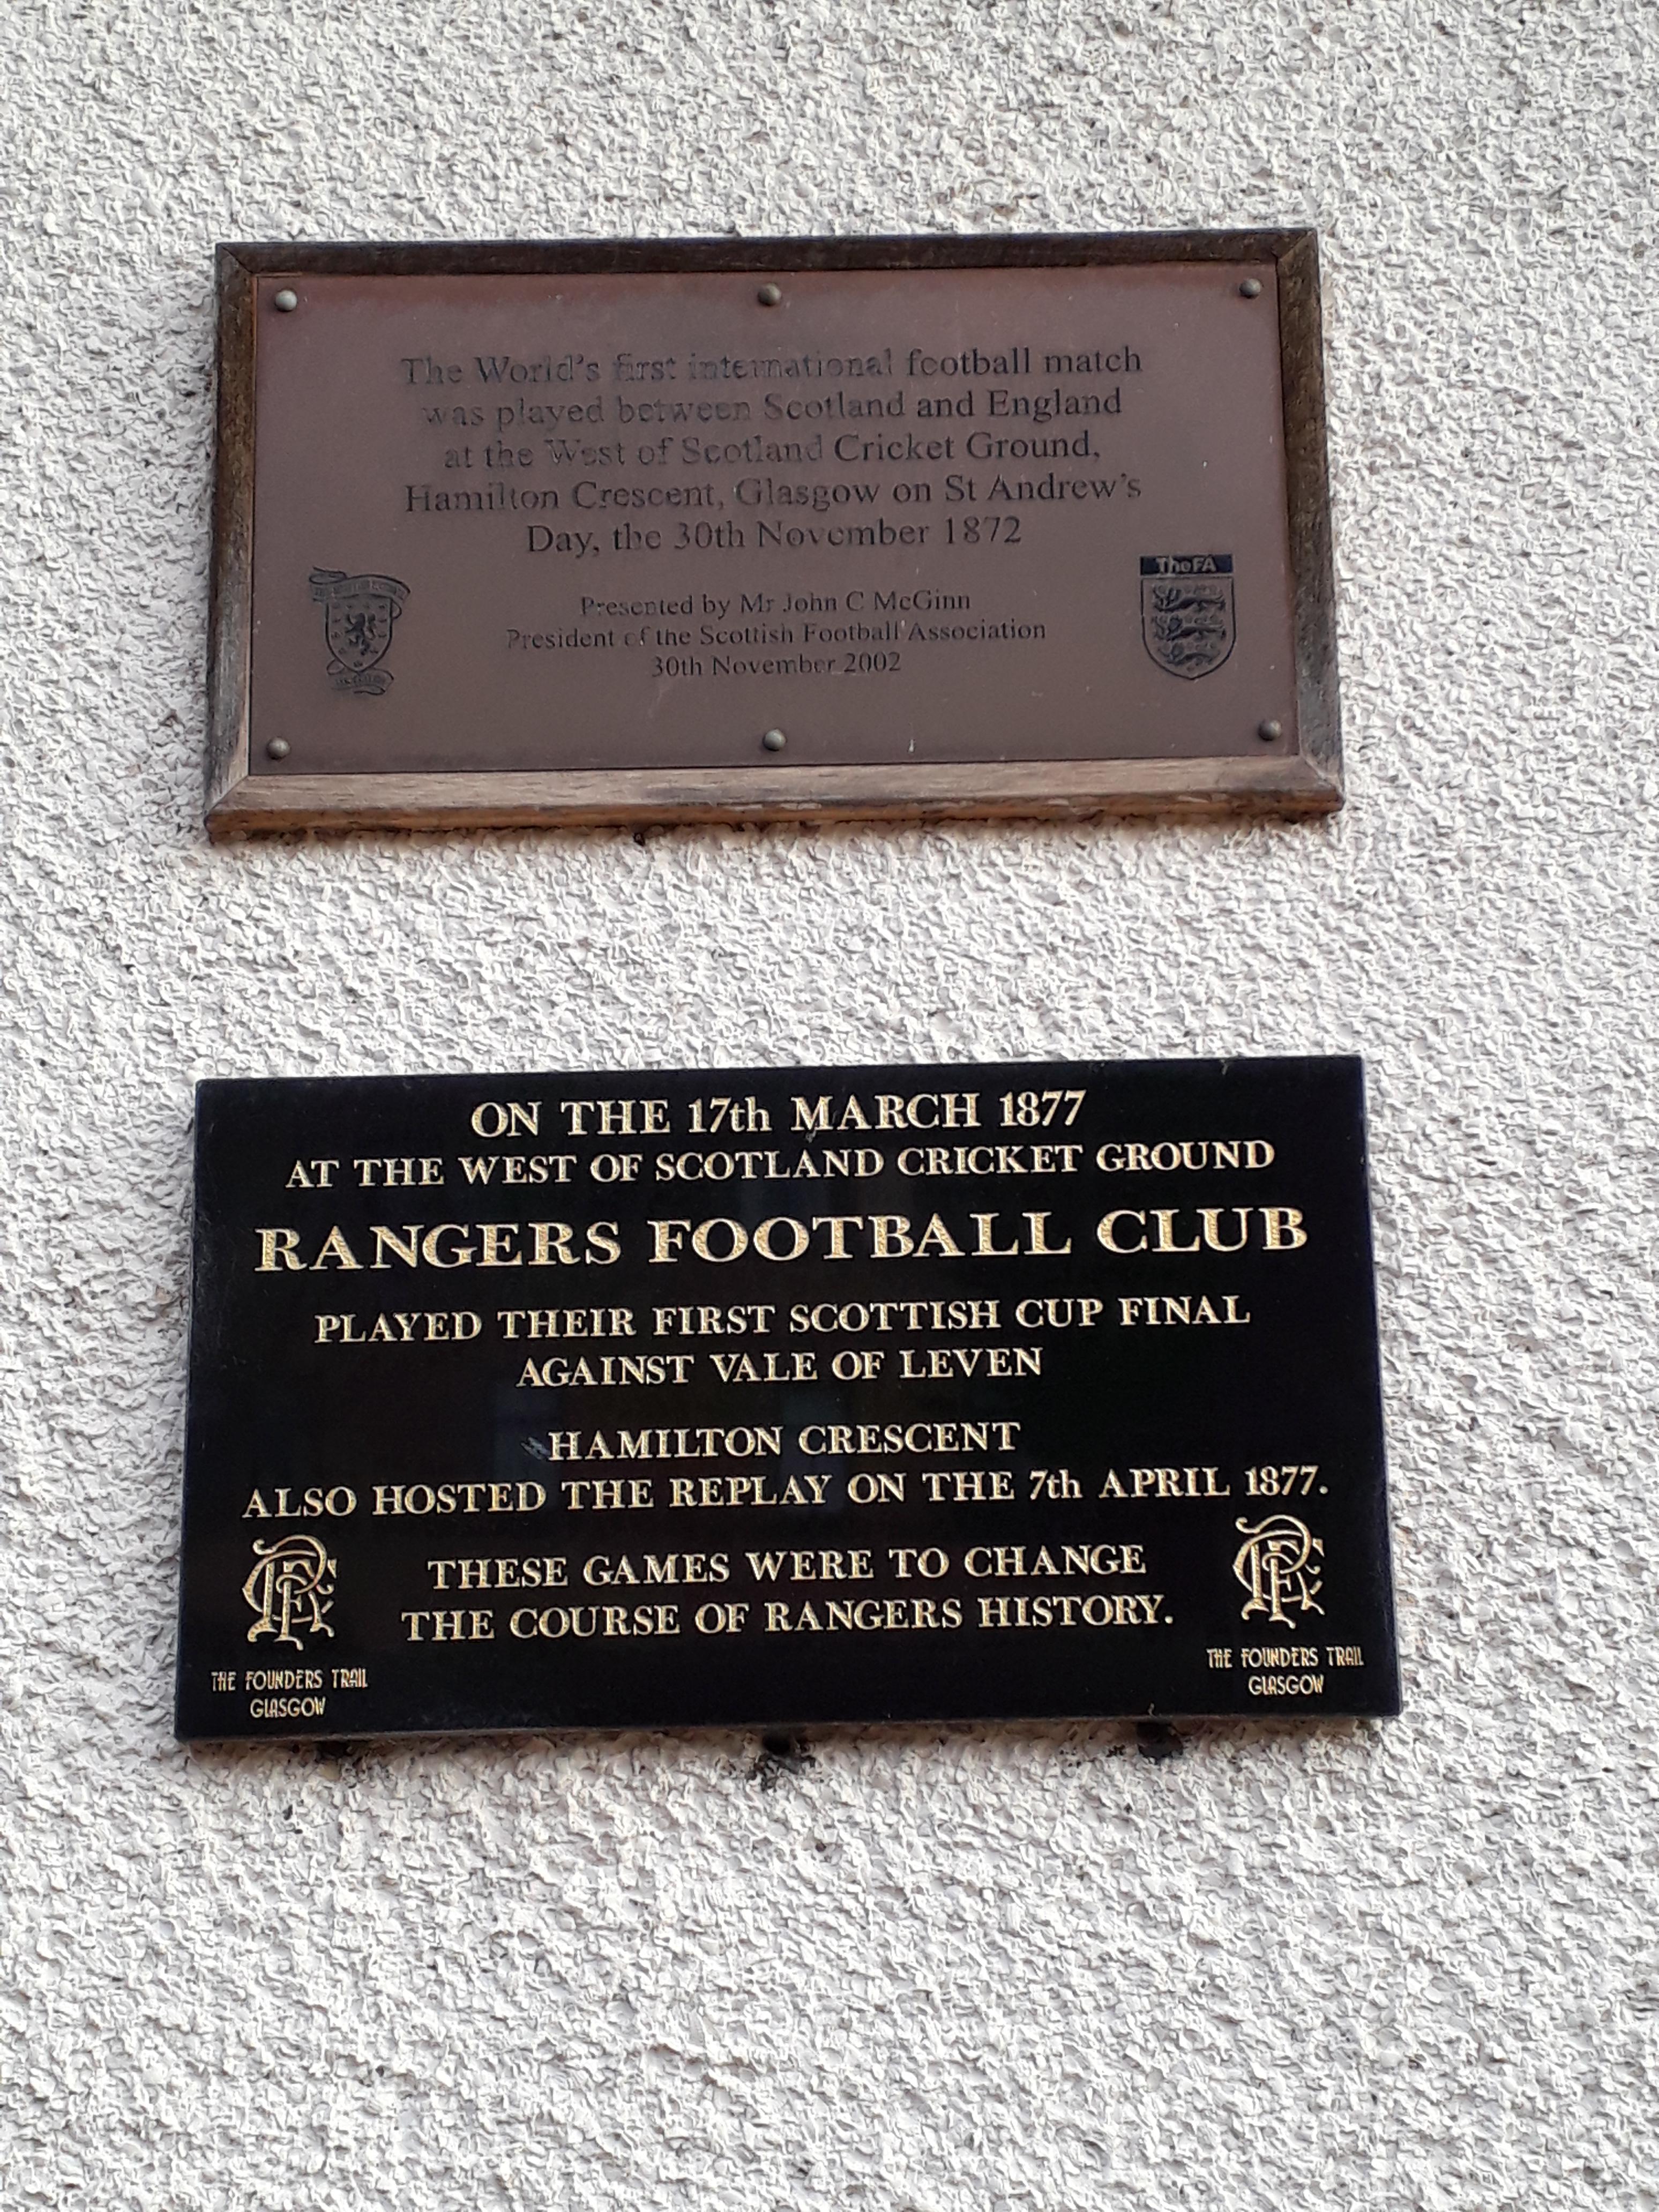 The World's first international football match
was played between Scotland and England
at the West of Scotland Cricket Ground,
Hamilton Crescent, Glasgow on St Andrew's
Day, the 30th November 1872
TheFA
Presented by Mr John C McGinn
President of the Scottish Football Association
30th November 2002
ON THE 17th MARCH 1877
AT THE WEST OF SCOTLAND CRICKET GROUND
RANGERS FOOTBALL CLUB
PLAYED THEIR FIRST SCOTTISH CUP FINAL
AGAINST VALE OF LEVEN
HAMILTON CRESCENT
ALSO HOSTED THE REPLAY ON THE 7th APRIL 1877.
THESE GAMES WERE TO CHANGE
THE COURSE OF RANGERS HISTORY.
RFC
THE FOUNDERS TRAIL
GLASGOW
RFC
THE FOUNDERS TRAIL
GLASGOW